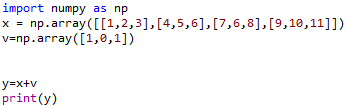 import numpy as np
x = np.array([[1,2,3],[4,5,6],[7,6,8],[9,10,11]])
v=np.array([1,0,1])
y=x+v
print(y)